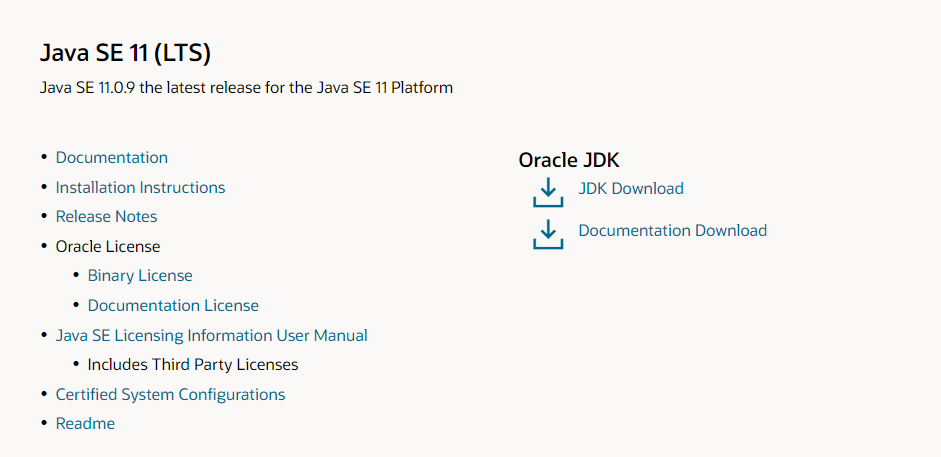 Java SE 11 (LTS)
Java SE 11.0.9 the latest release for the Java SE 11 Platform
Documentation
Installation Instructions
Release Notes
Oracle License
Binary License
Documentation License
Java SE Licensing Information User Manual
Includes Third Party Licenses
Certified System Configurations
Readme
Oracle JDK
JDK Download
Documentation Download